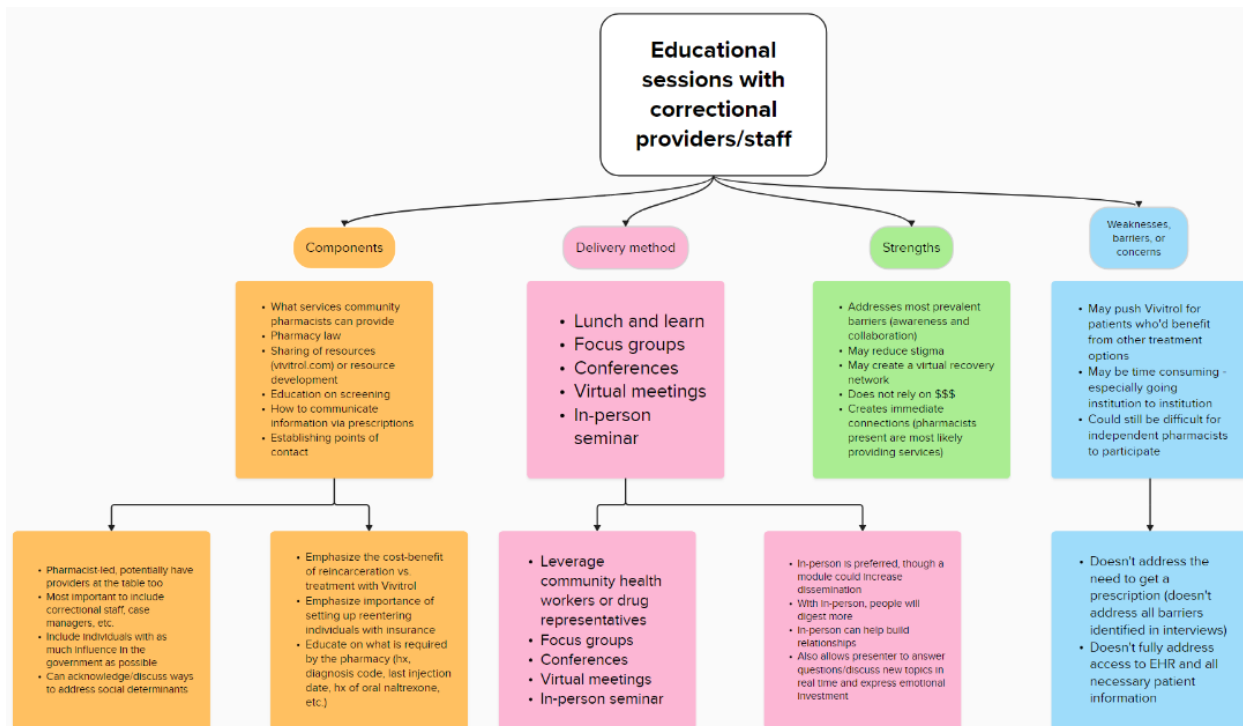 Educational
sessions with
correctional
providers/staff
Components
Delivery method
Strengths
Weaknesses,
barriers, or
concerns
• What services community
pharmacists can provide
• Pharmacy law
• Sharing of resources
(vivitrol.com) or resource
development
• Education on screening
• How to communicate
information via prescriptions
• Establishing points of
contact
• Lunch and learn
• Focus groups
• Conferences
• Virtual meetings
• In-person
seminar
• Addresses most prevalent
barriers (awareness and
collaboration)
• May reduce stigma
• May create a virtual recovery
network
• Does not rely on $$$
• Creates immediate
connections (pharmacists
present are most likely
providing services)
• May push Vivitrol for
patients who'd benefit
from other treatment
options
• May be time consuming -
especially going
institution to institution
• Could still be difficult for
independent pharmacists
to participate
• Pharmacist-led, potentially have
providers at the table too
• Most important to include
correctional staff, case
managers, etc.
• Include individuals with as
much influence in the
government as possible
• Can acknowledge/discuss ways
to address social determinants
• Emphasize the cost-benefit
of reincarceration vs.
treatment with Vivitrol
• Emphasize importance of
setting up reentering
individuals with insurance
• Educate on what is required
by the pharmacy (hx,
diagnosis code, last injection
date, hx of oral naltrexone,
etc.)
• Leverage
community health
workers or drug
representatives
• Focus groups
• Conferences
• Virtual meetings
• In-person seminar
• In-person is preferred, though a
module could increase
dissemination
• With in-person, people will
digest more
• In-person can help build
relationships
• Also allows presenter to answer
questions/discuss new topics in
real time and express emotional
investment
• Doesn't address the
need to get a
prescription (doesn't
address all barriers
identified in interviews)
• Doesn't fully address
access to EHR and all
necessary patient
information